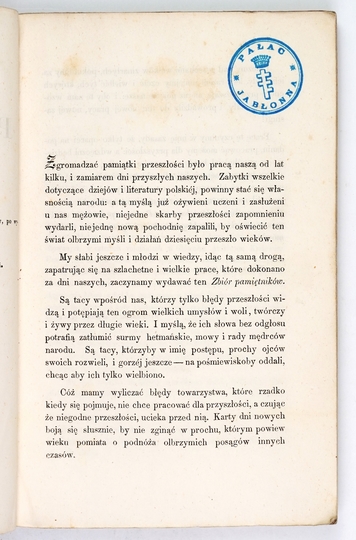 PAŁAC
JABŁONNA
Zgromadzać pamiątki przeszłości było pracą naszą od lat
kilku, i zamiarem dni przyszłych naszych. Zabytki wszelkie
dotyczące dziejów i literatury polskiéj, powinny stać się wła-
snością narodu: a tą myślą już ożywieni uczeni i zasłużeni
u nas mężowie, niejedne skarby przeszłości zapomnieniu
wydarli, niejednę nową pochodnię zapalili, by oświecić ten
świat olbrzymi myśli i działań dziesięciu przeszło wieków.
My słabi jeszcze i młodzi w wiedzy, idąc tą samą drogą,
zapatrując się na szlachetne i wielkie prace, które dokonano
za dni naszych, zaczynamy wydawać ten Zbiór pamiętników.
Są tacy wpośród nas, którzy tylko błędy przeszłości wi-
dzą i potępiają ten ogrom wielkich umysłów i woli, twórczy
i żywy przez długie wieki. I myślą, że ich słowa bez odgłosu
potrafią zatłumić surmy hetmańskie, mowy i rady mędrców
narodu. Są tacy, którzyby w imię postępu, prochy ojców
swoich rozwieli, i gorzéj jeszcze — na pośmiewiskoby oddali,
chcąc aby ich tylko wielbiono.
Cóż mamy wyliczać błędy towarzystwa, które rzadko
kiedy się pojmuje, nie chce pracować dla przyszłości, a czując
że niegodne przeszłości, ucieka przed nią. Karty dni nowych
boją się słusznie, by nie zginąć w prochu, którym powiew
wieku pomiata o podnóża olbrzymich posągów innych
czasów.